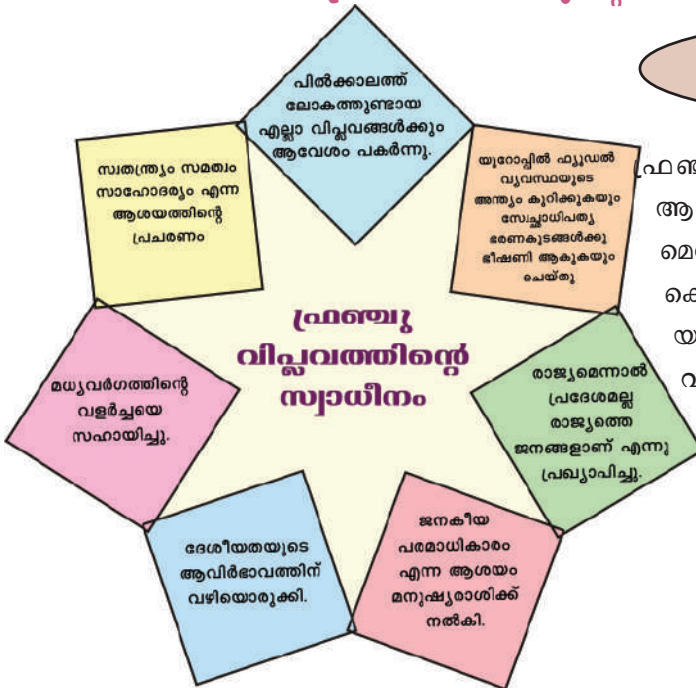 പിൽക്കാലത്ത്
ലോകത്തുണ്ടായ
എല്ലാ വിപ്ലവങ്ങൾക്കും
ആവേശം പകർന്നു.
യൂറോപ്പിൽ ഫ്യൂഡൽ
വ്യവസ്ഥയുടെ
അന്ത്യം കുറിക്കുകയും
സ്വേച്ഛാധിപത്യ
ഭരണകൂടങ്ങൾക്കു
ഭീഷണി ആകുകയും
ചെയ്തു
രാജ്യമെന്നാൽ
പ്രദേശമല്ല
രാജ്യത്തെ
ജനങ്ങളാണ് എന്നു
പ്രഖ്യാപിച്ചു.
ജനകീയ
പരമാധികാരം
എന്ന ആശയം
മനുഷ്യരാശിക്ക്
നൽകി.
ദേശീയതയുടെ
ആവിർഭാവത്തിന്
വഴിയൊരുക്കി.
മധ്യവർഗത്തിന്റെ
വളർച്ചയെ
സഹായിച്ചു.
സ്വതന്ത്ര്യം സമത്വം
സാഹോദര്യം എന്ന
ആശയത്തിന്റെ
പ്രചരണം
ഫ്രഞ്ചു
വിപ്ലവത്തിന്റെ
സ്വാധീനം